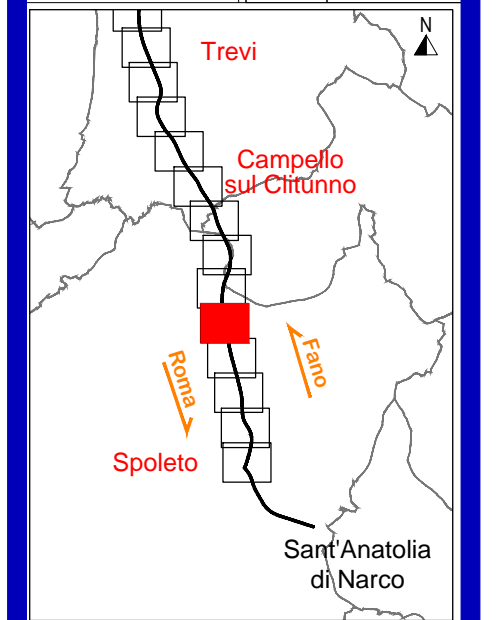 N
Trevi
Campello
sul Clitunno
Fano
Roma
Spoleto
Sant'Anatolia
di Narco